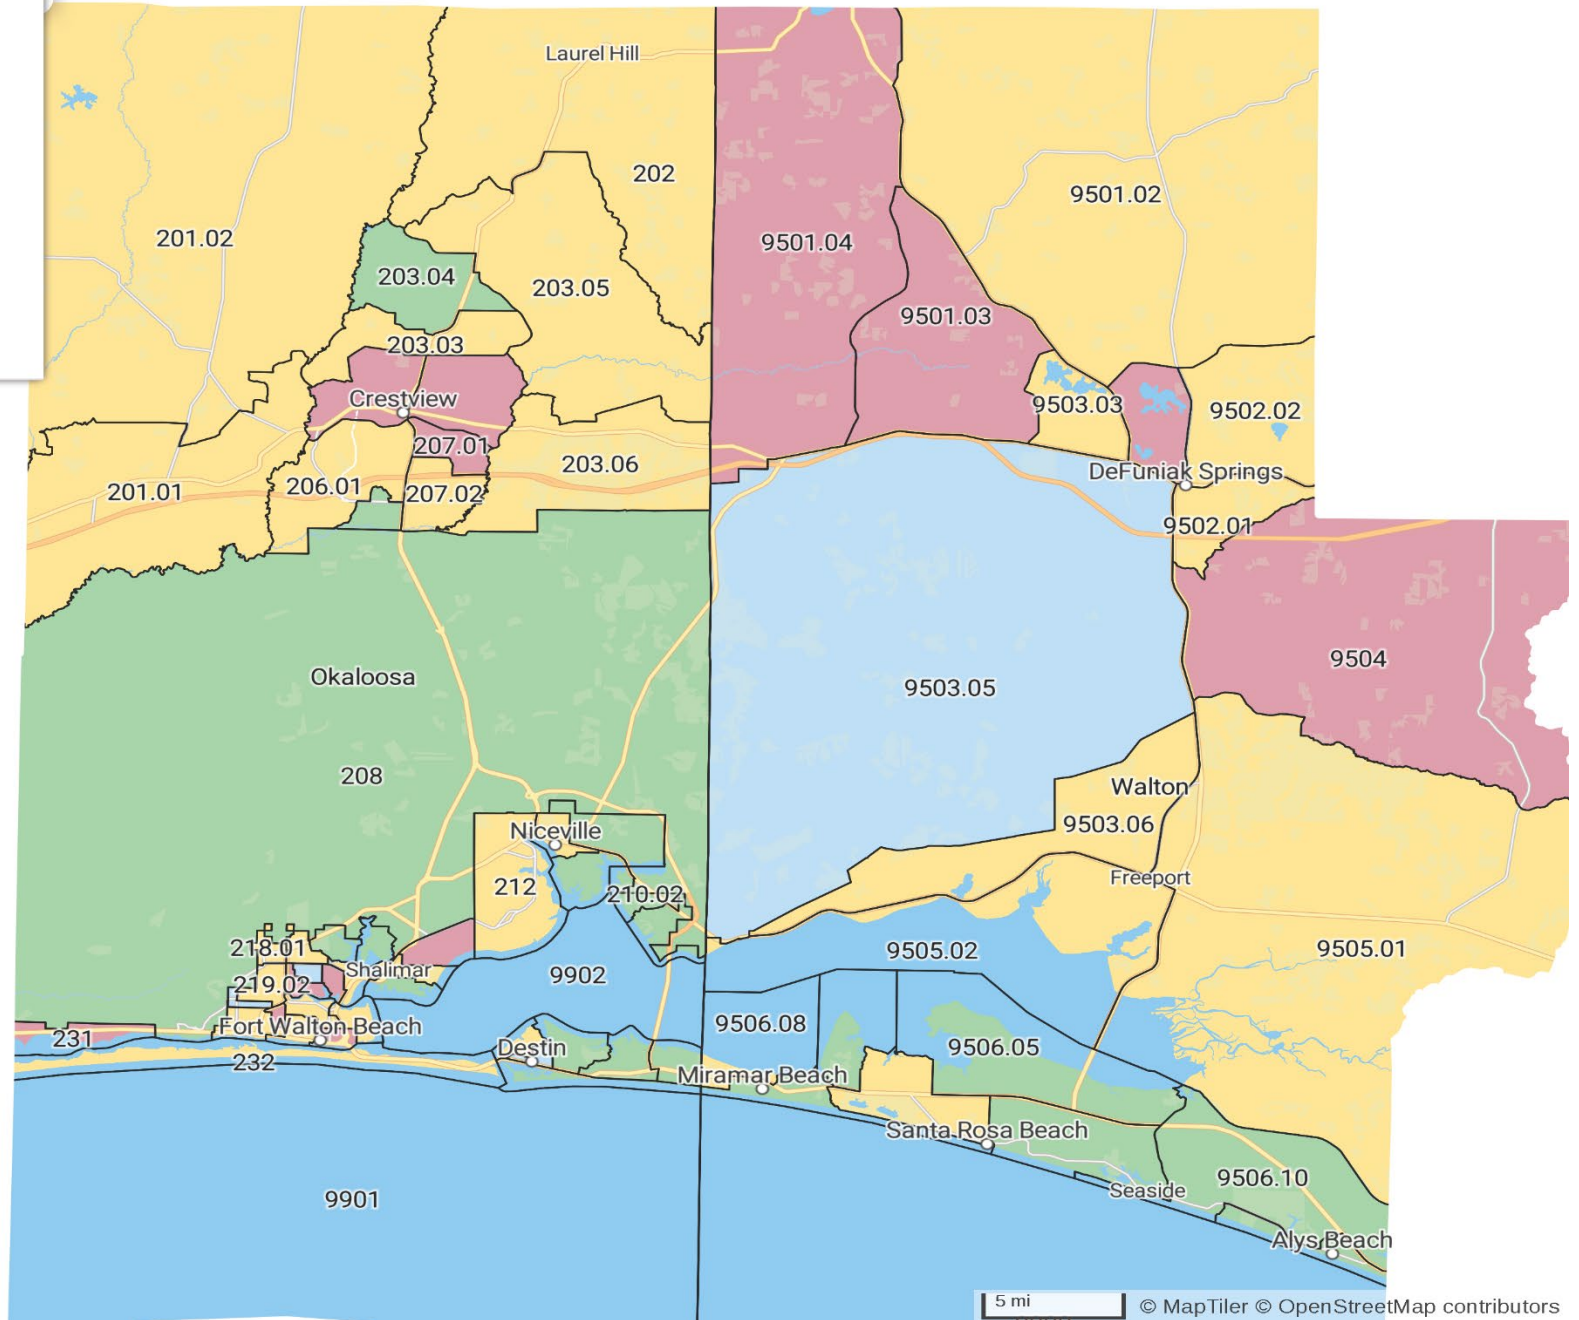 Laurel Hill
202
9501.02
201.02
9501.04
203.04
203.05
9501.03
203.03
Crestview
9503.03
9502.02
207.01
203.06
DeFuniak Springs
206.01
201.01
207.02
9502.01
9504
Okaloosa
9503.05
208
Walton
9503.06
Niceville
Freeport
212
210.02
218.01
9505.02
9505.01
Shalimar
9902
219.02
9506.08
Fort Walton Beach
231
9506.05
Destin
232
Miramar Beach
Santa Rosa Beach
9506.10
Seaside
9901
Alys Beach
5 mi
© MapTiler © OpenStreetMap contributors